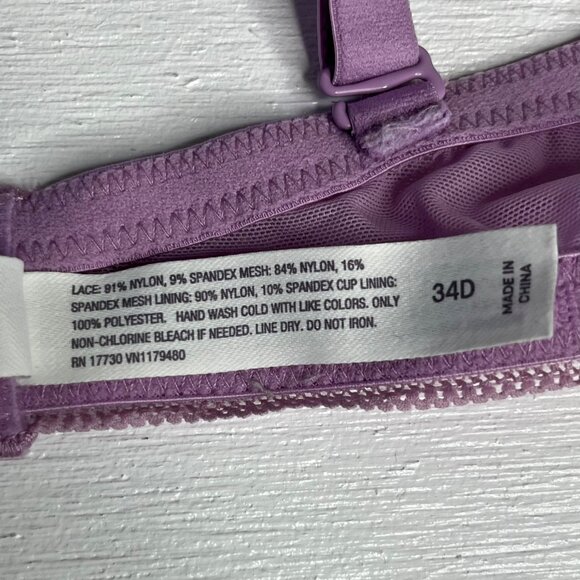 LACE: 91% NYLON, 9% SPANDEX MESH: 84% NYLON, 16%
SPANDEX MESH LINING: 90% NYLON, 10% SPANDEX CUP LINING:
100% POLYESTER. HAND WASH COLD WITH LIKE COLORS. ONLY
NON-CHLORINE BLEACH IF NEEDED. LINE DRY. DO NOT IRON.
RN 17730 VN1179480
34D
MADE IN
CHINA